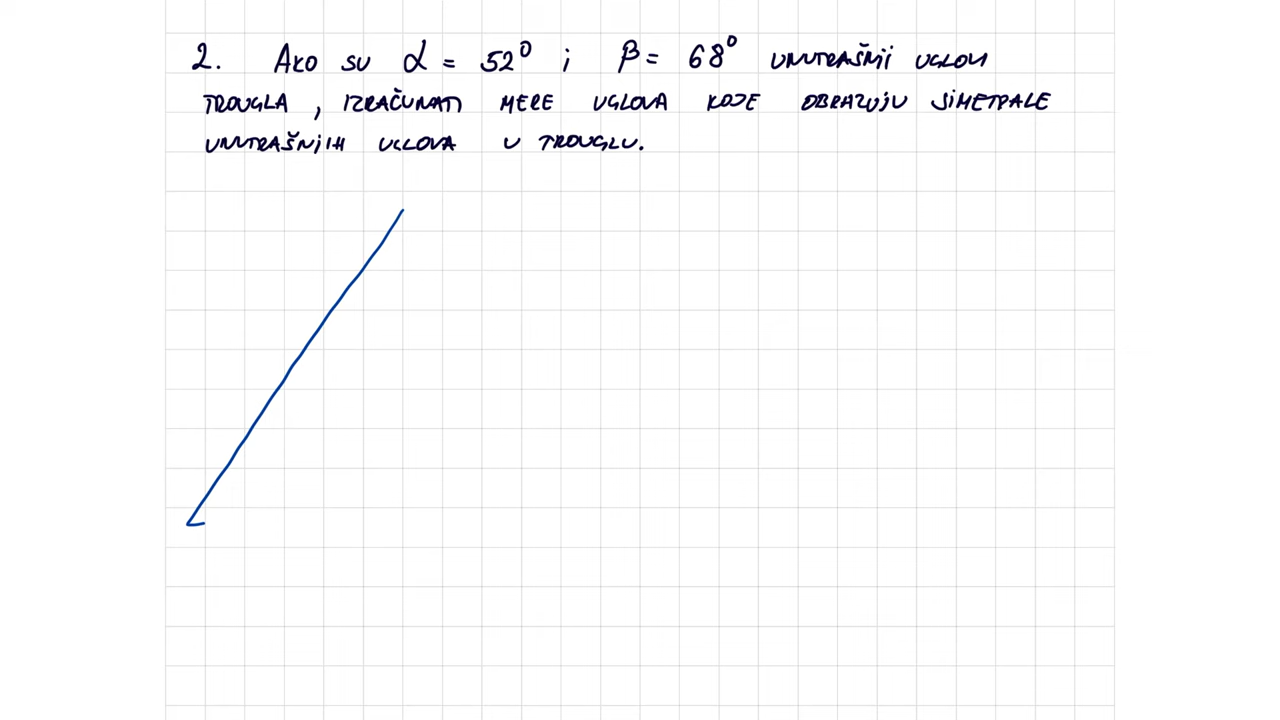 2. Ako su α = 52° i β = 68° unutrašnji uglovi
trougla, izračunati mere uglova koje obrazuju simetrale
unutrašnjih uglova u trouglu.